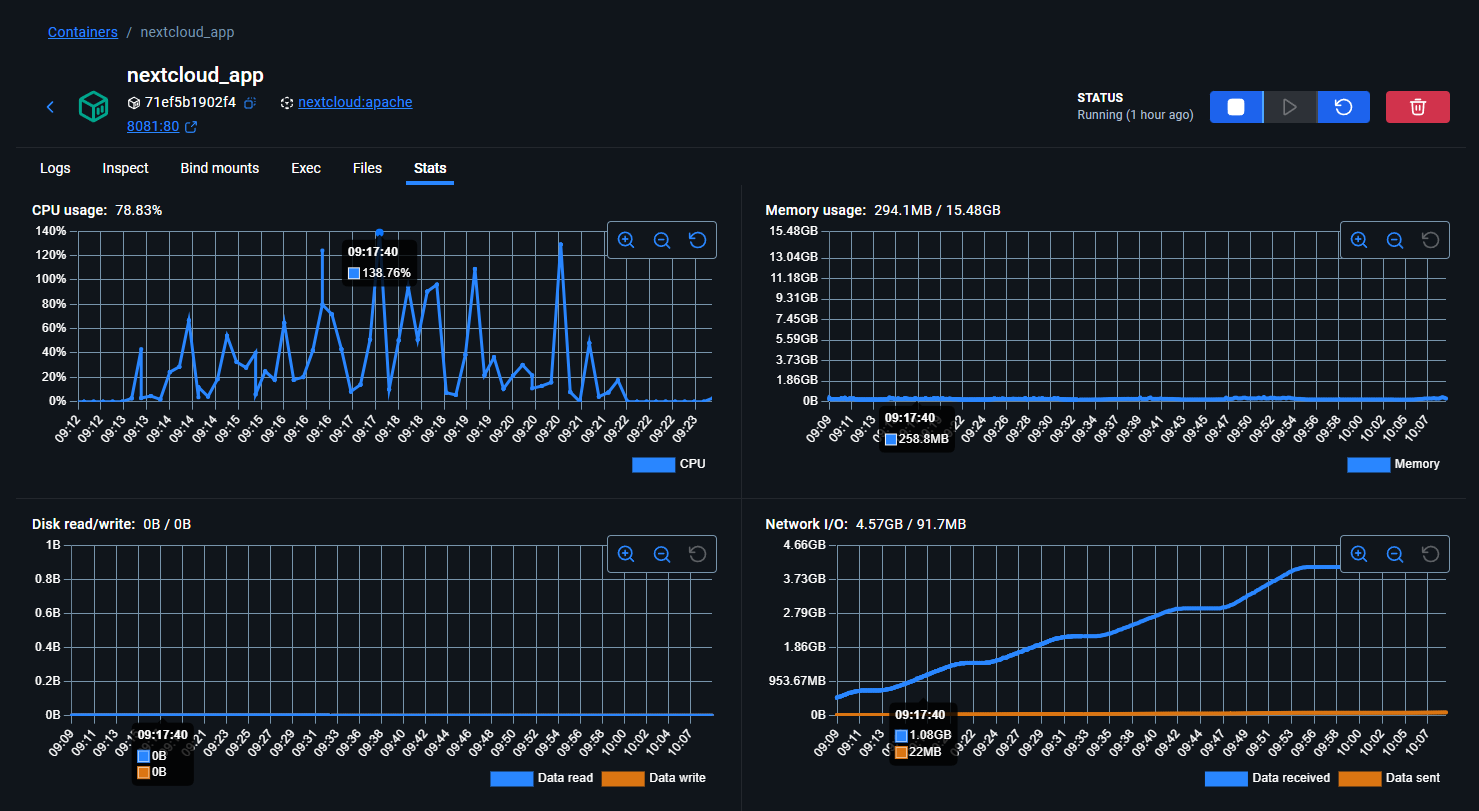 Containers / nextcloud_app
nextcloud_app
71ef5b1902f4 nextcloud:apache
8081:80
STATUS
Running (1 hour ago)
Logs Inspect Bind mounts Exec Files Stats
CPU usage: 78.83%
140%
120%
100%
80%
60%
40%
20%
0%
09:17:40
138.76%
09:12 09:12 09:13 09:13 09:14 09:14 09:14 09:15 09:15 09:16 09:16 09:16 09:17 09:17 09:18 09:18 09:18 09:19 09:19 09:20 09:20 09:20 09:21 09:21 09:22 09:22 09:22 09:23
CPU
Memory usage: 294.1MB / 15.48GB
15.48GB
13.04GB
11.18GB
9.31GB
7.45GB
5.59GB
3.73GB
1.86GB
0B
09:17:40
258.8MB
09:09 09:11 09:13 :22 09:24 09:26 09:28 09:30 09:32 09:34 09:37 09:39 09:41 09:43 09:45 09:47 09:50 09:52 09:54 09:56 09:58 10:00 10:02 10:05 10:07
Memory
Disk read/write: 0B / 0B
1B
0.8B
0.6B
0.4B
0.2B
0B
09:17:40
0B
0B
09:09 09:11 09:13 :21 09:23 09:25 09:27 09:29 09:31 09:33 09:36 09:38 09:40 09:42 09:44 09:46 09:48 09:50 09:52 09:54 09:56 09:58 10:00 10:02 10:04 10:07
Data read Data write
Network I/O: 4.57GB / 91.7MB
4.66GB
3.73GB
2.79GB
1.86GB
953.67MB
0B
09:17:40
1.08GB
22MB
09:09 09:11 09:13 09:22 09:24 09:27 09:29 09:31 09:33 09:35 09:38 09:40 09:42 09:44 09:47 09:49 09:51 09:53 09:56 09:58 10:00 10:02 10:05 10:07
Data received Data sent